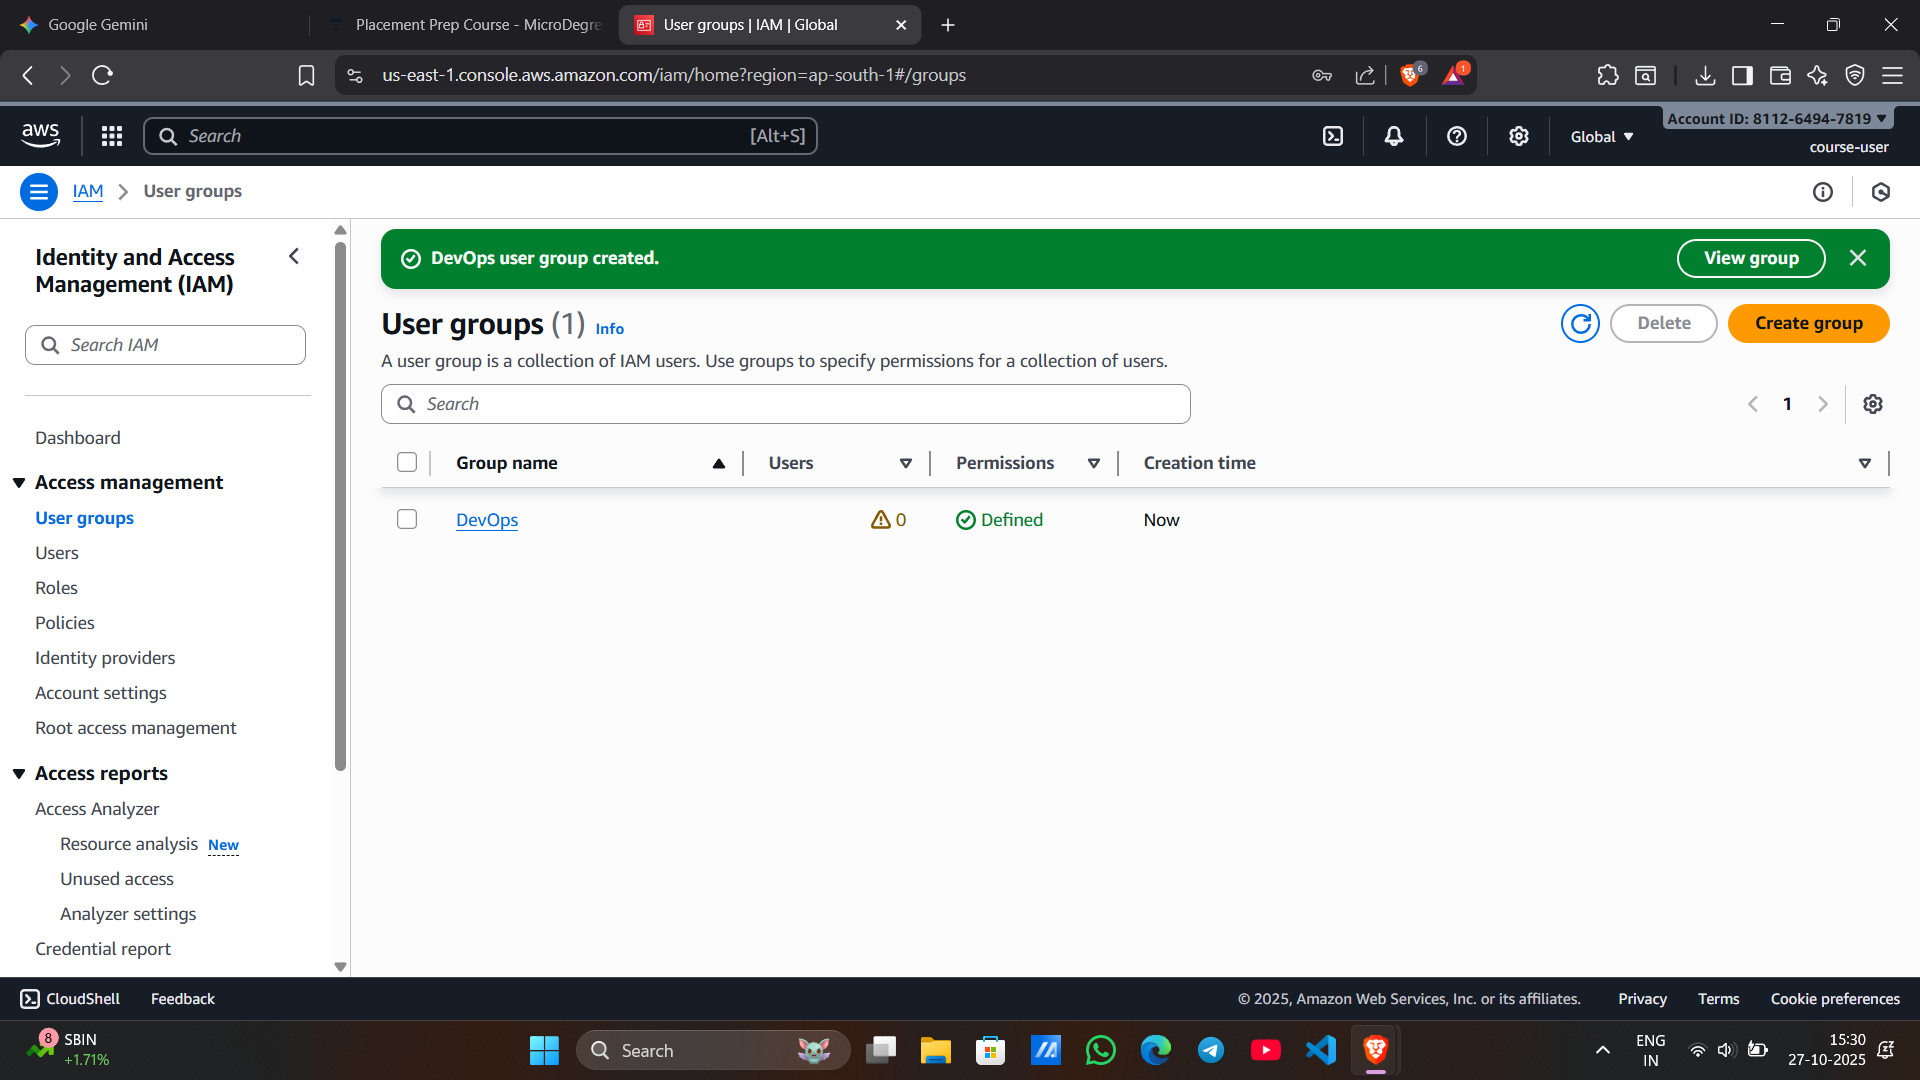 Google Gemini
Placement Prep Course - MicroDegre
User groups | IAM | Global
us-east-1.console.aws.amazon.com/iam/home?region=ap-south-1#/groups
6
1
aws
Search
[Alt+S]
Global
Account ID: 8112-6494-7819
course-user
IAM
User groups
Identity and Access
Management (IAM)
Search IAM
Dashboard
Access management
User groups
Users
Roles
Policies
Identity providers
Account settings
Root access management
Access reports
Access Analyzer
Resource analysis New
Unused access
Analyzer settings
Credential report
DevOps user group created.
View group
User groups (1) Info
Delete
Create group
A user group is a collection of IAM users. Use groups to specify permissions for a collection of users.
Search
1
Group name Users Permissions Creation time
DevOps 0 Defined Now
CloudShell Feedback
© 2025, Amazon Web Services, Inc. or its affiliates. Privacy Terms Cookie preferences
8
SBIN
+1.71%
Search
ENG
IN
15:30
27-10-2025